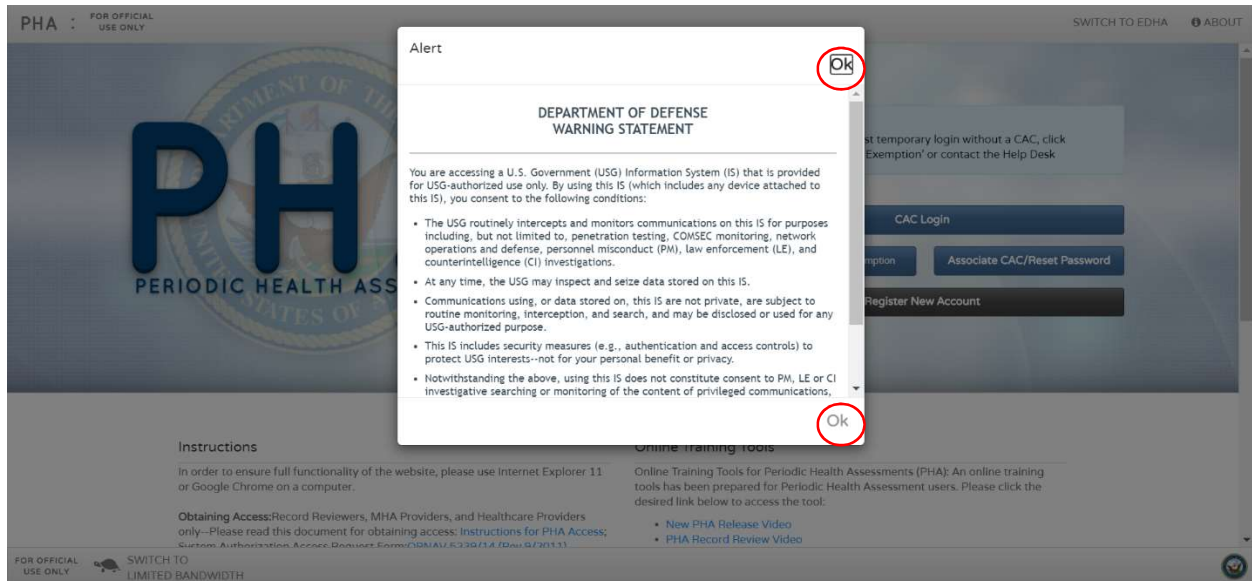 PHA : FOR OFFICIAL
USE ONLY
SWITCH TO EDHA
ABOUT
Alert
Ok
DEPARTMENT OF DEFENSE
WARNING STATEMENT
You are accessing a U.S. Government (USG) Information System (IS) that is provided
for USG-authorized use only. By using this IS (which includes any device attached to
this IS), you consent to the following conditions:
• The USG routinely intercepts and monitors communications on this IS for purposes
including, but not limited to, penetration testing, COMSEC monitoring, network
operations and defense, personnel misconduct (PM), law enforcement (LE), and
counterintelligence (CI) investigations.
• At any time, the USG may inspect and seize data stored on this IS.
• Communications using, or data stored on, this IS are not private, are subject to
routine monitoring, interception, and search, and may be disclosed or used for any
USG-authorized purpose.
• This IS includes security measures (e.g., authentication and access controls) to
protect USG interests--not for your personal benefit or privacy.
• Notwithstanding the above, using this IS does not constitute consent to PM, LE or CI
investigative searching or monitoring of the content of privileged communications,
Ok
PH
PERIODIC HEALTH ASS
temporary login without a CAC, click
Exemption' or contact the Help Desk
CAC Login
Associate CAC/Reset Password
Register New Account
Instructions
In order to ensure full functionality of the website, please use Internet Explorer 11
or Google Chrome on a computer.
Obtaining Access:Record Reviewers, MHA Providers, and Healthcare Providers
only--Please read this document for obtaining access: Instructions for PHA Access;
System Authorization Access Request Form:OPNAV 5239/14 (Rev 9/2011)
Online Training Tools
Online Training Tools for Periodic Health Assessments (PHA): An online training
tools has been prepared for Periodic Health Assessment users. Please click the
desired link below to access the tool:
• New PHA Release Video
• PHA Record Review Video
FOR OFFICIAL
USE ONLY
SWITCH TO
LIMITED BANDWIDTH